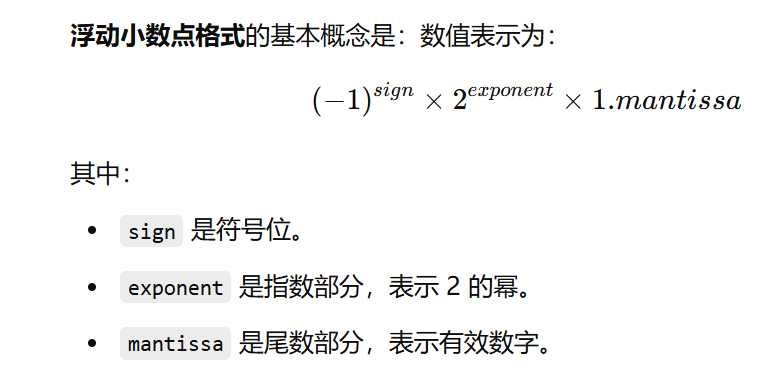 浮动小数点格式的基本概念是：数值表示为：
(−1)^{sign} × 2^{exponent} × 1.mantissa
其中：
• sign 是符号位。
• exponent 是指数部分，表示 2 的幂。
• mantissa 是尾数部分，表示有效数字。